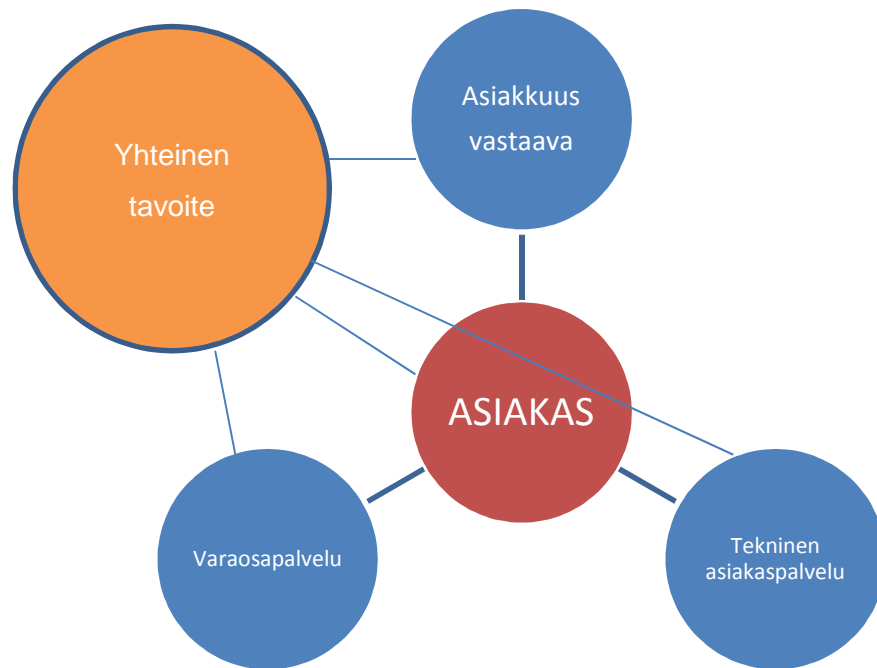 Yhteinen
tavoite
Asiakkuus
vastaava
ASIAKAS
Varaosapalvelu
Tekninen
asiakaspalvelu